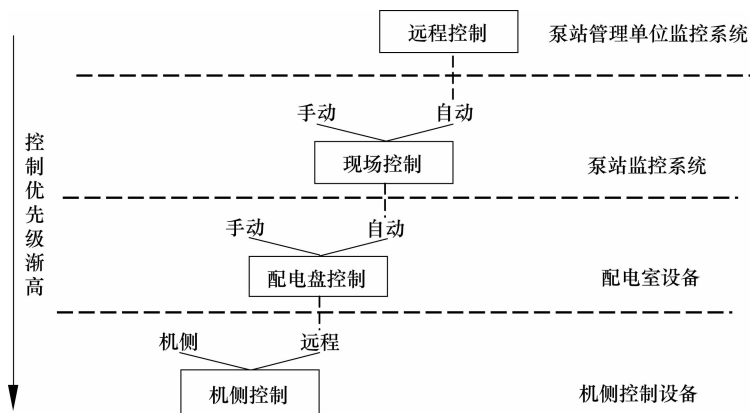 远程控制 泵站管理单位监控系统
手动 自动
现场控制 泵站监控系统
手动 自动
配电盘控制 配电室设备
机侧 远程
机侧控制 机侧控制设备
控制优先级渐高